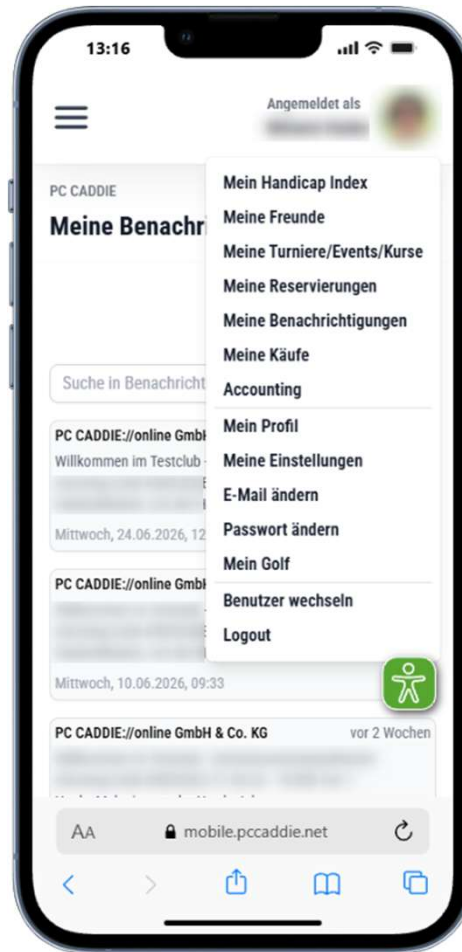 13:16
Angemeldet als
PC CADDIE
Meine Benachr
Mein Handicap Index
Meine Freunde
Meine Turniere/Events/Kurse
Meine Reservierungen
Meine Benachrichtigungen
Meine Käufe
Accounting
Mein Profil
Meine Einstellungen
E-Mail ändern
Passwort ändern
Mein Golf
Benutzer wechseln
Logout
Suche in Benachricht
PC CADDIE://online GmbH
Willkommen im Testclub -
Mittwoch, 24.06.2026, 12
PC CADDIE://online GmbH
Mittwoch, 10.06.2026, 09:33
PC CADDIE://online GmbH & Co. KG vor 2 Wochen
AA mobile.pccaddie.net